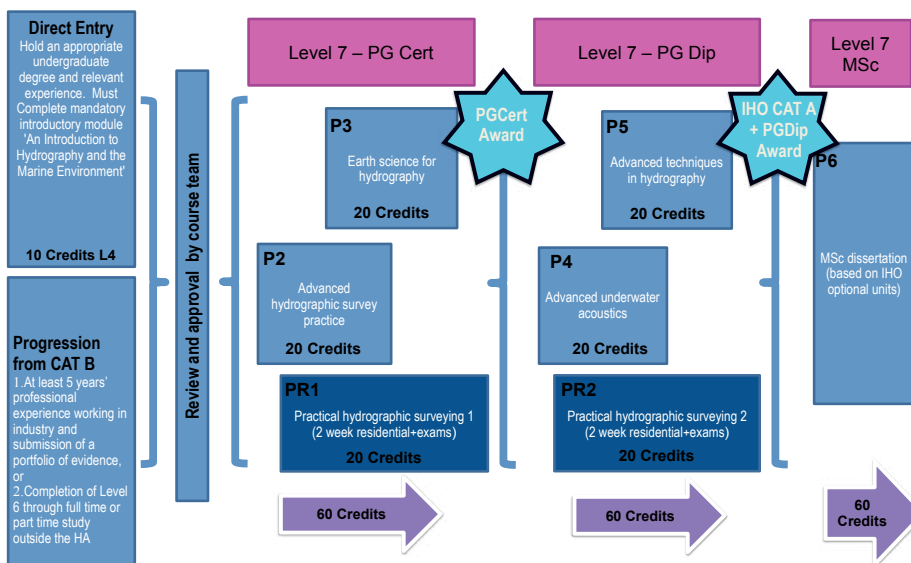 Direct Entry
Hold an appropriate
undergraduate
degree and relevant
experience. Must
Complete mandatory
introductory module
'An Introduction to
Hydrography and the
Marine Environment'
10 Credits L4
Progression
from CAT B
1.At least 5 years'
professional
experience working in
industry and
submission of a
portfolio of evidence,
or
2.Completion of Level
6 through full time or
part time study
outside the HA
Review and approval by course team
Level 7 – PG Cert
P3
Earth science for
hydrography
20 Credits
P2
Advanced
hydrographic survey
practice
20 Credits
PR1
Practical hydrographic surveying 1
(2 week residential+exams)
20 Credits
60 Credits
PGCert
Award
Level 7 – PG Dip
P5
Advanced techniques
in hydrography
20 Credits
P4
Advanced underwater
acoustics
20 Credits
PR2
Practical hydrographic surveying 2
(2 week residential+exams)
20 Credits
60 Credits
IHO CAT A
+ PGDip
Award
Level 7
MSc
P6
MSc dissertation
(based on IHO
optional units)
60
Credits